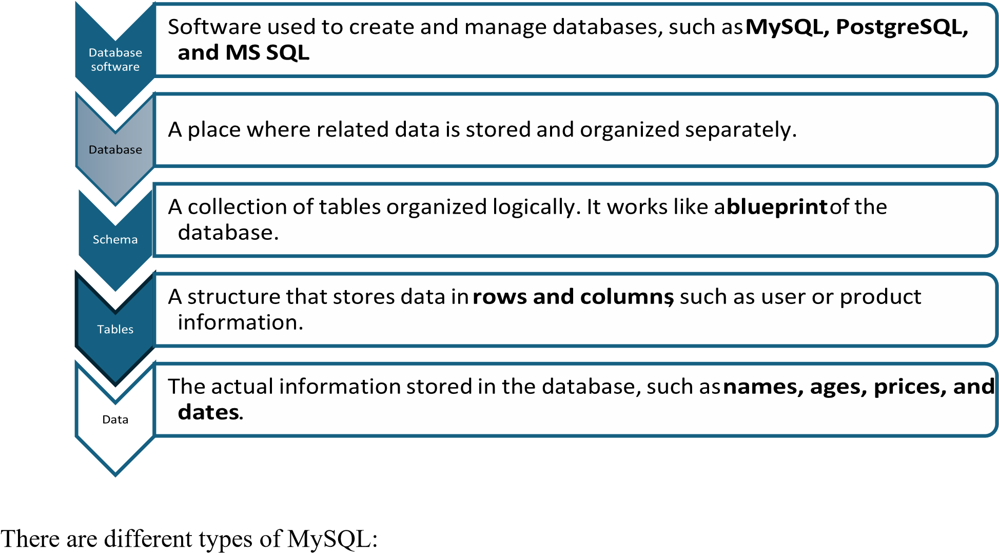 Database
software
Software used to create and manage databases, such as MySQL, PostgreSQL,
and MS SQL
Database
A place where related data is stored and organized separately.
Schema
A collection of tables organized logically. It works like a blueprint of the
database.
Tables
A structure that stores data in rows and columns, such as user or product
information.
Data
The actual information stored in the database, such as names, ages, prices, and
dates.
There are different types of MySQL: